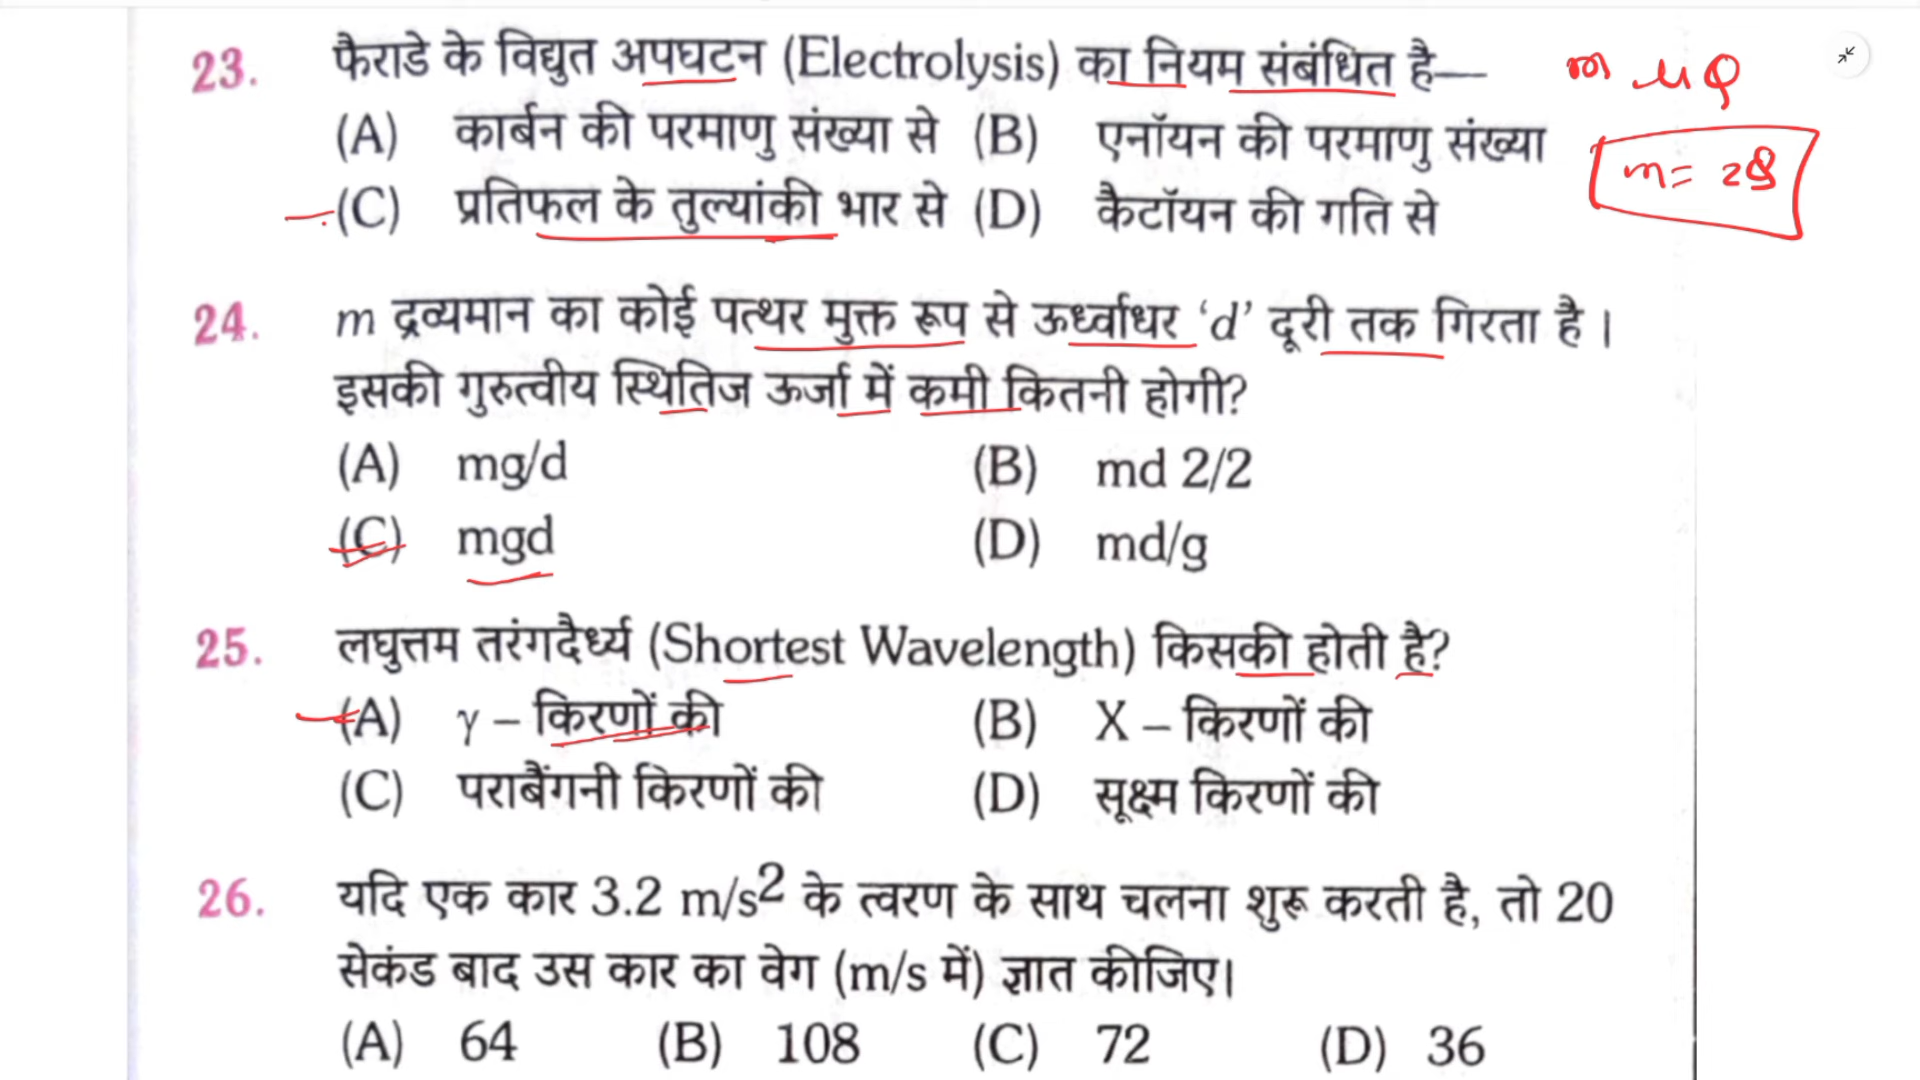 23. फैराडे के विद्युत अपघटन (Electrolysis) का नियम संबंधित है—
(A) कार्बन की परमाणु संख्या से (B) एनॉयन की परमाणु संख्या
(C) प्रतिफल के तुल्यांकी भार से (D) कैटॉयन की गति से
m= zQ
24. m द्रव्यमान का कोई पत्थर मुक्त रूप से ऊर्ध्वाधर ‘d’ दूरी तक गिरता है।
इसकी गुरुत्वीय स्थितिज ऊर्जा में कमी कितनी होगी?
(A) mg/d (B) md 2/2
(C) mgd (D) md/g
25. लघुत्तम तरंगदैर्ध्य (Shortest Wavelength) किसकी होती है?
(A) γ – किरणों की (B) X – किरणों की
(C) पराबैंगनी किरणों की (D) सूक्ष्म किरणों की
26. यदि एक कार 3.2 m/s2 के त्वरण के साथ चलना शुरू करती है, तो 20
सेकंड बाद उस कार का वेग (m/s में) ज्ञात कीजिए।
(A) 64 (B) 108 (C) 72 (D) 36